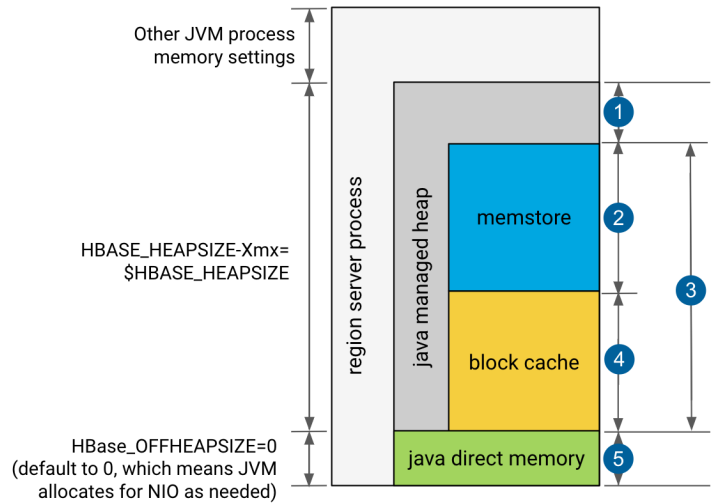 Other JVM process
memory settings
1
region server process
java managed heap
memstore
2
HBASE_HEAPSIZE-Xmx=
$HBASE_HEAPSIZE
3
block cache
4
HBase_OFFHEAPSIZE=0
(default to 0, which means JVM
allocates for NIO as needed)
java direct memory
5